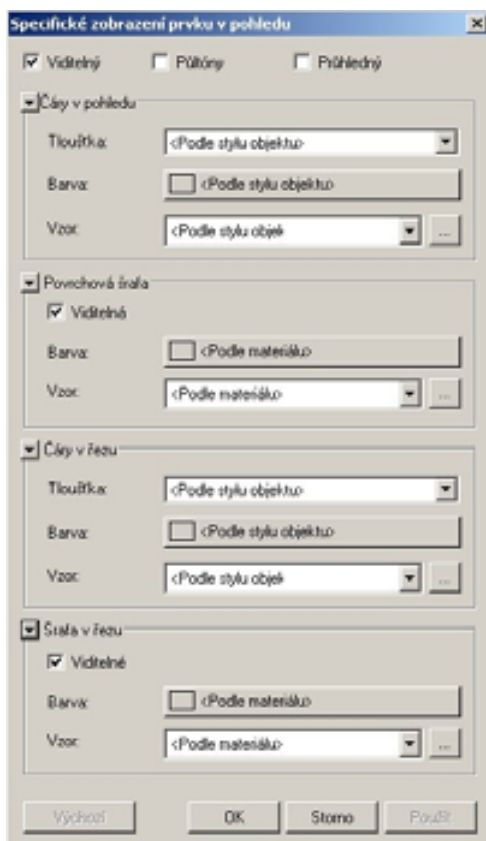 Specifické zobrazení prvku v pohledu
Viditelný Půltóny Průhledný
Čáry v pohledu
Tloušťka: <Podle stylu objektu>
Barva: <Podle stylu objektu>
Vzor: <Podle stylu objek ...
Povrchová šrafa
Viditelná
Barva: <Podle materiálu>
Vzor: <Podle materiálu> ...
Čáry v řezu
Tloušťka: <Podle stylu objektu>
Barva: <Podle stylu objektu>
Vzor: <Podle stylu objek ...
Šrafa v řezu
Viditelné
Barva: <Podle materiálu>
Vzor: <Podle materiálu> ...
Výchozí OK Storno Použít